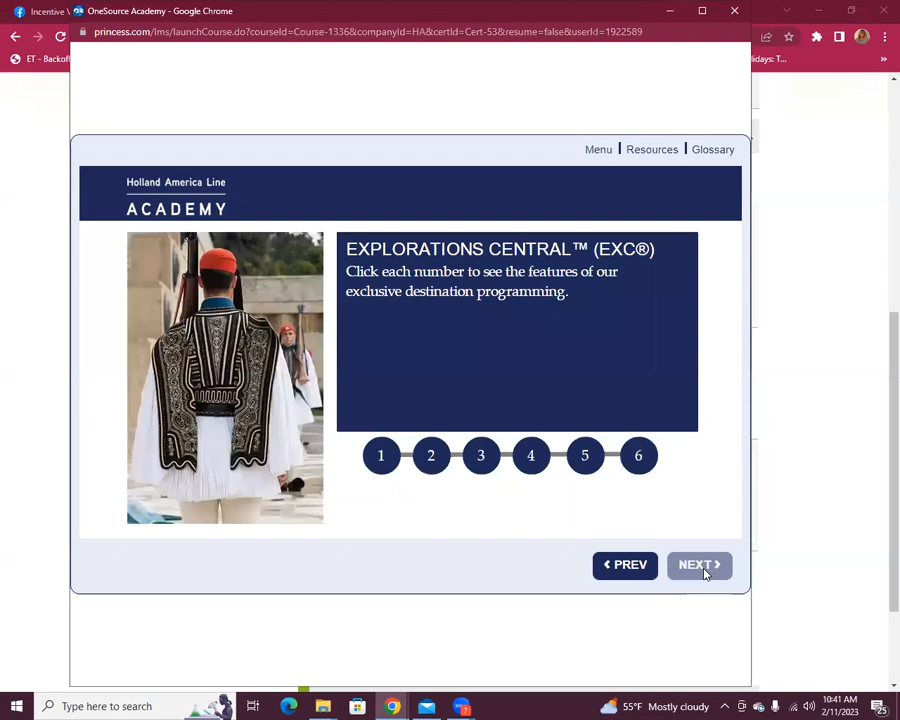 Incentive V
OneSource Academy - Google Chrome
princess.com/lms/launchCourse.do?courseId=Course-1336&companyId=HA&certId=Cert-53&resume=false&userId=1922589
ET - Backoff
lidays: T...
Menu | Resources | Glossary
Holland America Line
ACADEMY
EXPLORATIONS CENTRAL™ (EXC®)
Click each number to see the features of our
exclusive destination programming.
1 2 3 4 5 6
‹ PREV NEXT ›
Type here to search
55°F Mostly cloudy
10:41 AM
2/11/2023
25